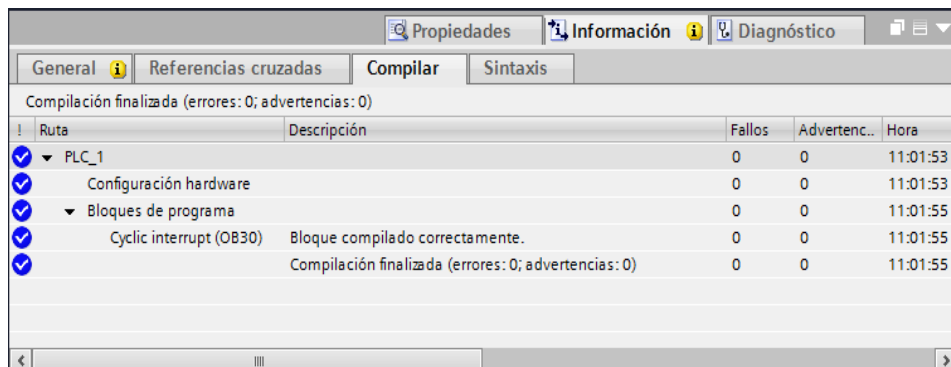 Propiedades Información Diagnóstico
General Referencias cruzadas Compilar Sintaxis
Compilación finalizada (errores: 0; advertencias: 0)
! Ruta Descripción Fallos Advertenc... Hora
PLC_1 0 0 11:01:53
Configuración hardware 0 0 11:01:53
Bloques de programa 0 0 11:01:55
Cyclic interrupt (OB30) Bloque compilado correctamente. 0 0 11:01:55
Compilación finalizada (errores: 0; advertencias: 0) 0 0 11:01:55